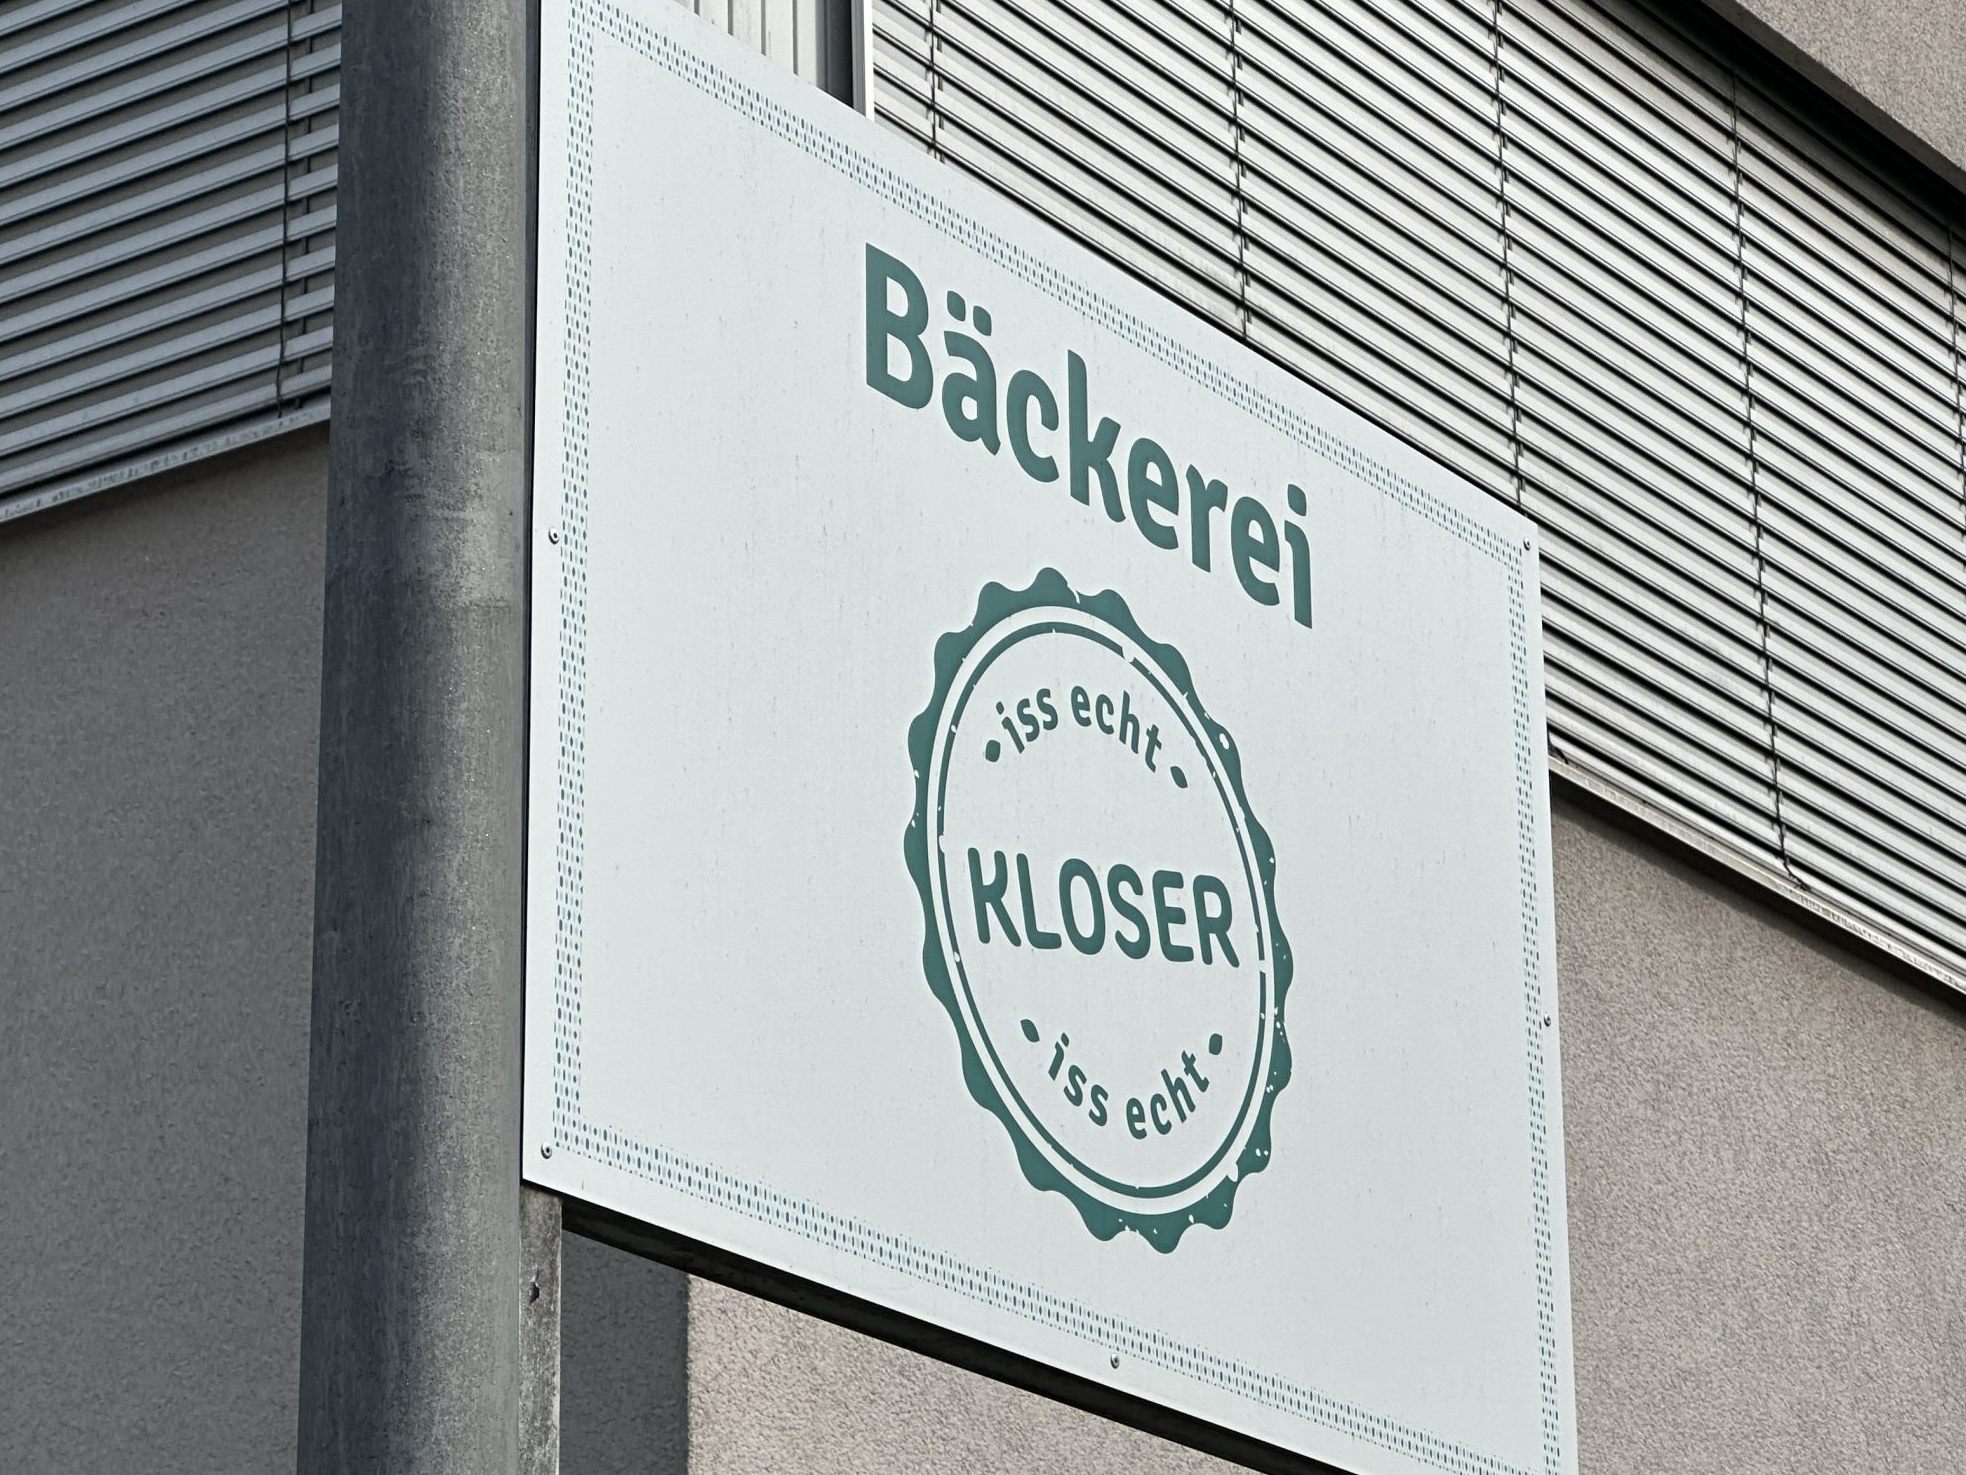 Bäckerei
iss echt
KLOSER
iss echt